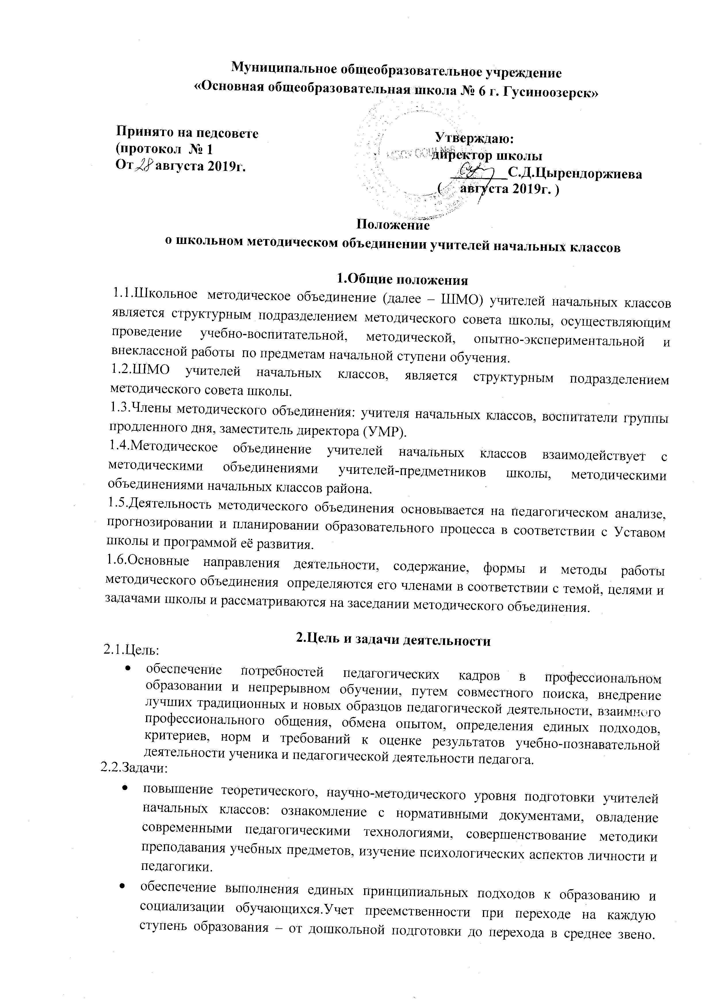 Муниципальное общеобразовательное учреждение
«Основная общеобразовательная школа № 6 г. Гусиноозерск»
Принято на педсовете
(протокол № 1
От 28 августа 2019г.
Утверждаю:
директор школы
С.Д.Цырендоржиева
( августа 2019г. )
Положение
о школьном методическом объединении учителей начальных классов
1.Общие положения
1.1.Школьное методическое объединение (далее – ШМО) учителей начальных классов
является структурным подразделением методического совета школы, осуществляющим
проведение учебно-воспитательной, методической, опытно-экспериментальной и
внеклассной работы по предметам начальной ступени обучения.
1.2.ШМО учителей начальных классов, является структурным подразделением
методического совета школы.
1.3.Члены методического объединения: учителя начальных классов, воспитатели группы
продленного дня, заместитель директора (УМР).
1.4.Методическое объединение учителей начальных классов взаимодействует с
методическими объединениями учителей-предметников школы, методическими
объединениями начальных классов района.
1.5.Деятельность методического объединения основывается на педагогическом анализе,
прогнозировании и планировании образовательного процесса в соответствии с Уставом
школы и программой её развития.
1.6.Основные направления деятельности, содержание, формы и методы работы
методического объединения определяются его членами в соответствии с темой, целями и
задачами школы и рассматриваются на заседании методического объединения.
2.Цель и задачи деятельности
2.1.Цель:
• обеспечение потребностей педагогических кадров в профессиональном
образовании и непрерывном обучении, путем совместного поиска, внедрение
лучших традиционных и новых образцов педагогической деятельности, взаимного
профессионального общения, обмена опытом, определения единых подходов,
критериев, норм и требований к оценке результатов учебно-познавательной
деятельности ученика и педагогической деятельности педагога.
2.2.Задачи:
• повышение теоретического, научно-методического уровня подготовки учителей
начальных классов: ознакомление с нормативными документами, овладение
современными педагогическими технологиями, совершенствование методики
преподавания учебных предметов, изучение психологических аспектов личности и
педагогики.
• обеспечение выполнения единых принципиальных подходов к образованию и
социализации обучающихся.Учет преемственности при переходе на каждую
ступень образования – от дошкольной подготовки до перехода в среднее звено.